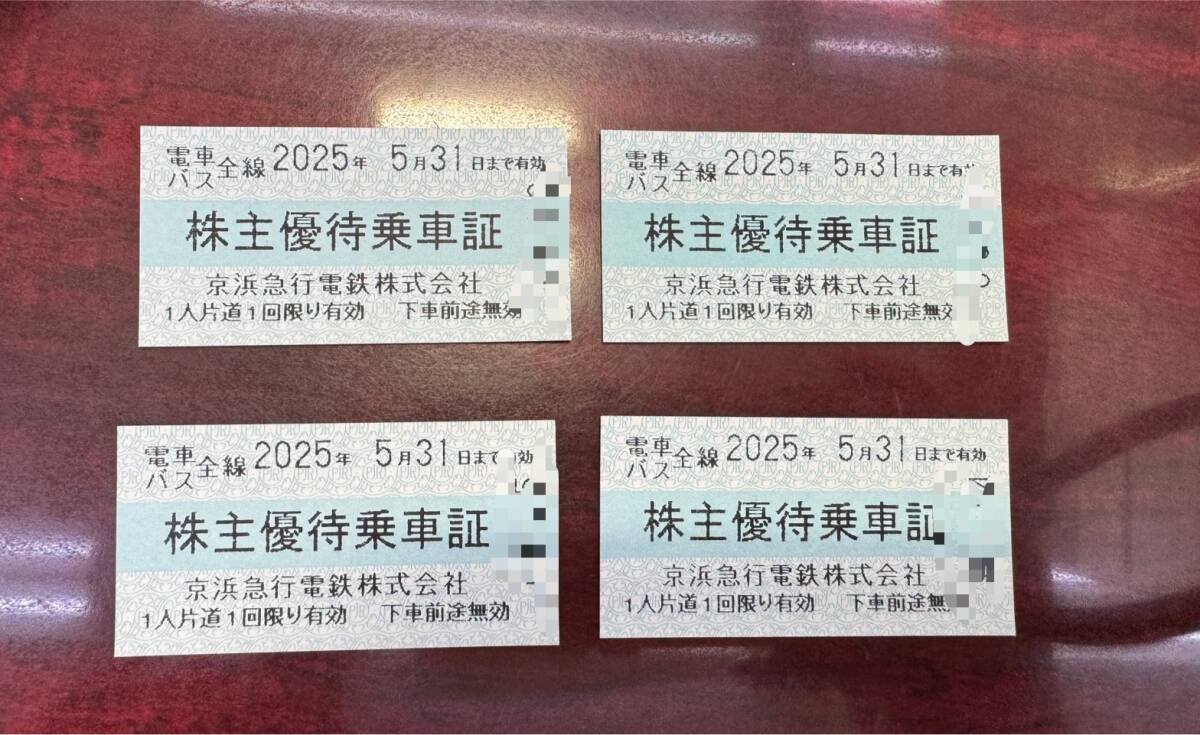 電車バス全線 2025年 5月31日まで有効
株主優待乗車証
京浜急行電鉄株式会社
1人片道1回限り有効 下車前途無効
電車バス全線 2025年 5月31日まで有
株主優待乗車証
京浜急行電鉄株式会社
1人片道1回限り有効 下車前途無効
電車バス全線 2025年 5月31日まで有効
株主優待乗車証
京浜急行電鉄株式会社
1人片道1回限り有効 下車前途無効
電車バス全線 2025年 5月31日まで有効
株主優待乗車証
京浜急行電鉄株式会社
1人片道1回限り有効 下車前途無